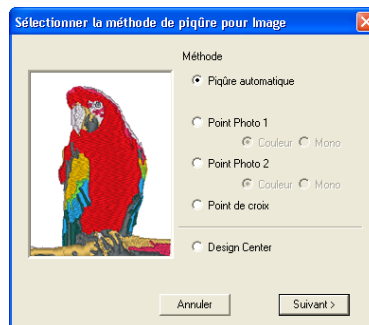 Sélectionner la méthode de piqûre pour Image
Méthode
Piqûre automatique
Point Photo 1
Couleur Mono
Point Photo 2
Couleur Mono
Point de croix
Design Center
Annuler Suivant >